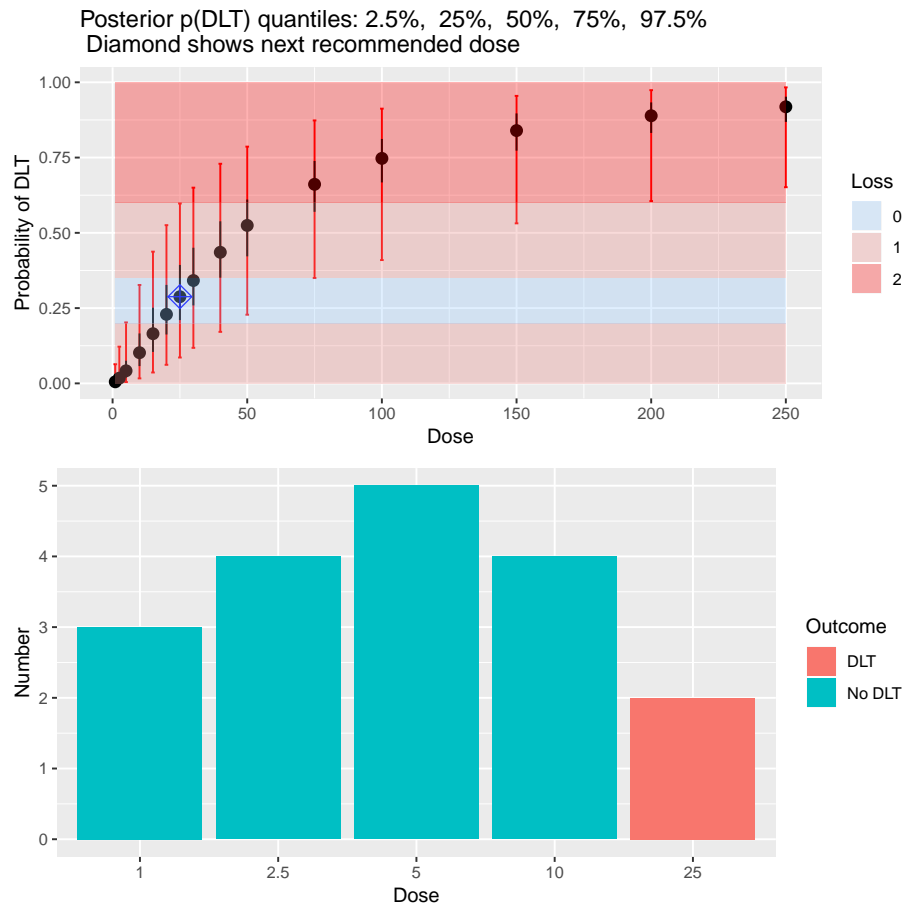 Posterior p(DLT) quantiles: 2.5%, 25%, 50%, 75%, 97.5%
Diamond shows next recommended dose
1.00
0.75
0.50
0.25
0.00
Probability of DLT
0 50 100 150 200 250
Dose
Loss
0
1
2
5
4
3
2
1
0
Number
1 2.5 5 10 25
Dose
Outcome
DLT
No DLT